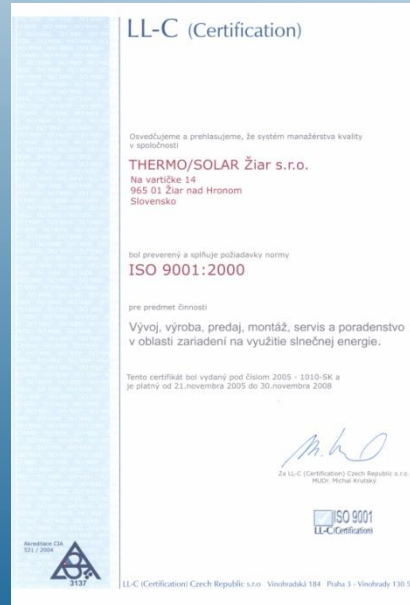 LL-C (Certification)
Osvedčujeme a prehlasujeme, že systém manažérstva kvality
v spoločnosti
THERMO/SOLAR Žiar s.r.o.
Na vartičke 14
965 01 Žiar nad Hronom
Slovensko
bol preverený a splňuje požiadavky normy
ISO 9001:2000
pre predmet činnosti
Vývoj, výroba, predaj, montáž, servis a poradenstvo
v oblasti zariadení na využitie slnečnej energie.
Tento certifikát bol vydaný pod číslom 2005 - 1010-SK a
je platný od 21.novembra 2005 do 30.novembra 2008
Za LL-C (Certification) Czech Republic s.r.o.
MUDr. Michal Krutský
ISO 9001
LL-C(Certification)
Akreditace CIA
521 / 2004
3137
LL-C (Certification) Czech Republic s.r.o Vinohradská 184 Praha 3 - Vinohrady 130